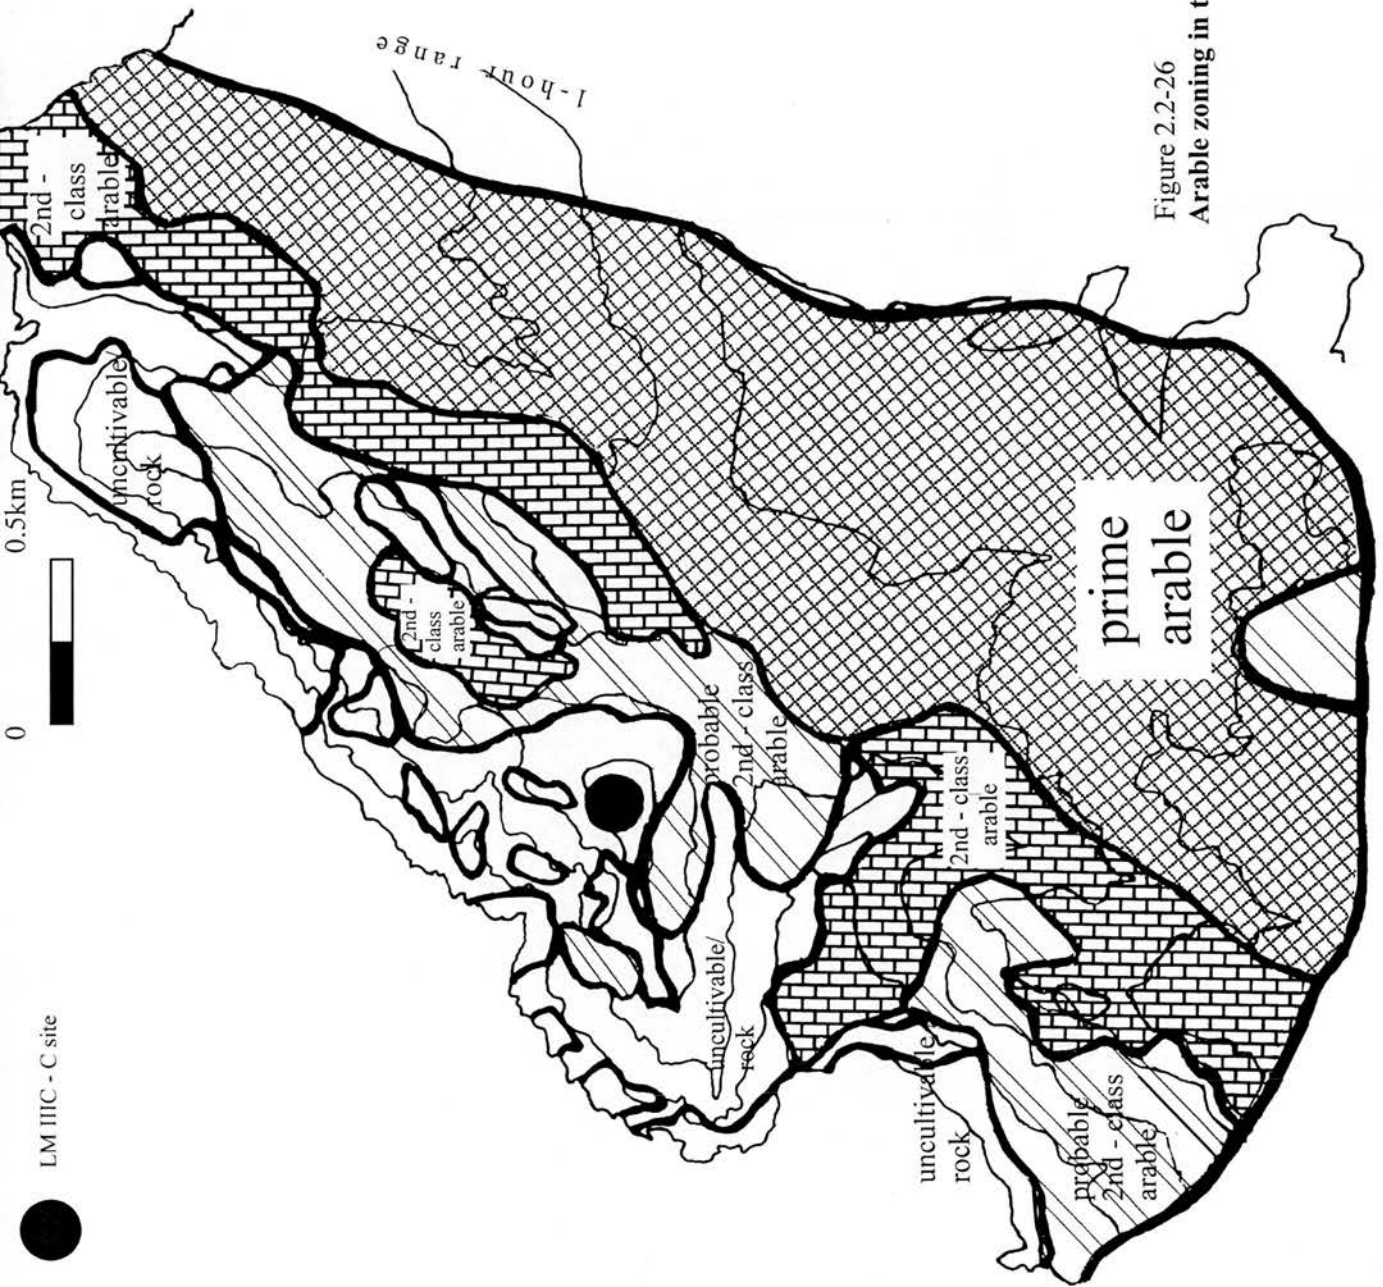 LM IIIC - C site
0
0.5km
2nd -
class
arable
1-hour range
uncultivable/
rock
2nd -
class
arable
probable
2nd - class
arable
uncultivable/
rock
2nd - class
arable
prime
arable
uncultivable/
rock
probable
2nd - class
arable
Figure 2.2-26
Arable zoning in